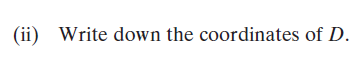 (ii) Write down the coordinates of D.